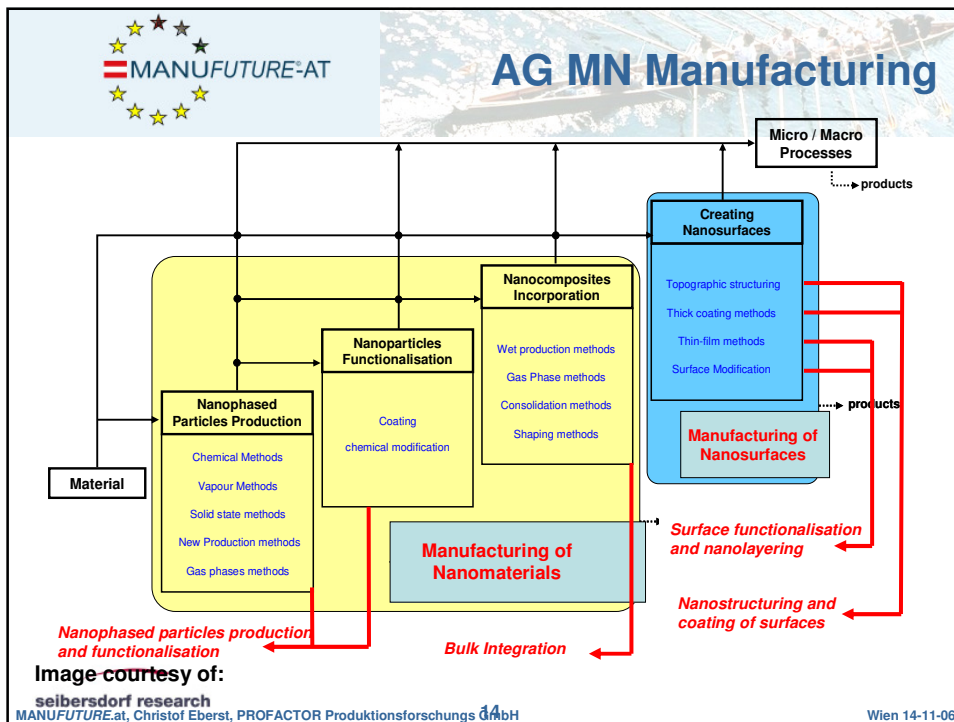 MANUFUTURE®-AT
AG MN Manufacturing
Micro / Macro
Processes
products
Creating
Nanosurfaces
Topographic structuring
Thick coating methods
Thin-film methods
Surface Modification
products
Manufacturing of
Nanosurfaces
Nanocomposites
Incorporation
Wet production methods
Gas Phase methods
Consolidation methods
Shaping methods
Nanoparticles
Functionalisation
Coating
chemical modification
Nanophased
Particles Production
Chemical Methods
Vapour Methods
Solid state methods
New Production methods
Gas phases methods
Material
Manufacturing of
Nanomaterials
Surface functionalisation
and nanolayering
Nanostructuring and
coating of surfaces
Nanophased particles production
and functionalisation
Bulk Integration
Image courtesy of:
seibersdorf research
MANUFUTURE.at, Christof Eberst, PROFACTOR Produktionsforschungs GmbH
14
Wien 14-11-06